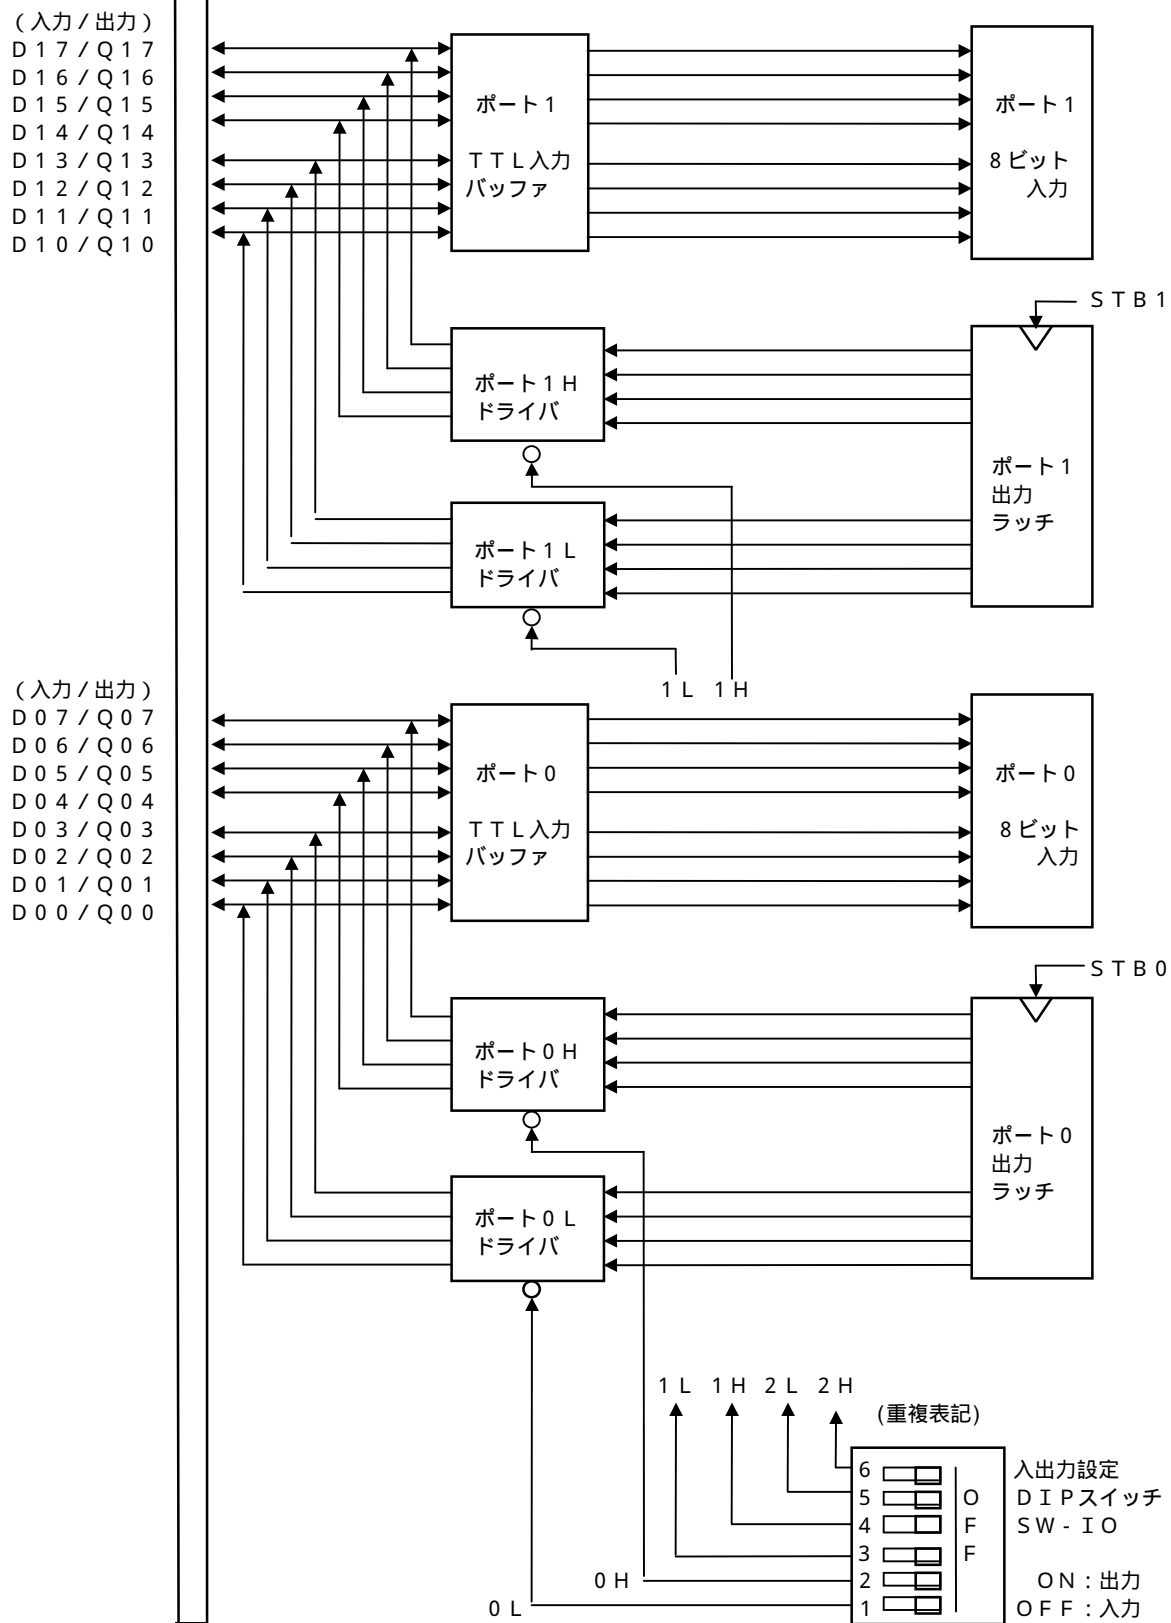 (入力/出力)
D17/Q17
D16/Q16
D15/Q15
D14/Q14
D13/Q13
D12/Q12
D11/Q11
D10/Q10
ポート1
TTL入力
バッファ
ポート1
8ビット
入力
STB1
ポート1H
ドライバ
ポート1
出力
ラッチ
ポート1L
ドライバ
1L 1H
(入力/出力)
D07/Q07
D06/Q06
D05/Q05
D04/Q04
D03/Q03
D02/Q02
D01/Q01
D00/Q00
ポート0
TTL入力
バッファ
ポート0
8ビット
入力
STB0
ポート0H
ドライバ
ポート0
出力
ラッチ
ポート0L
ドライバ
1L 1H 2L 2H
(重複表記)
6
5
4
3
2
1
OFF
入出力設定
DIPスイッチ
SW-IO
ON:出力
OFF:入力
0H
0L